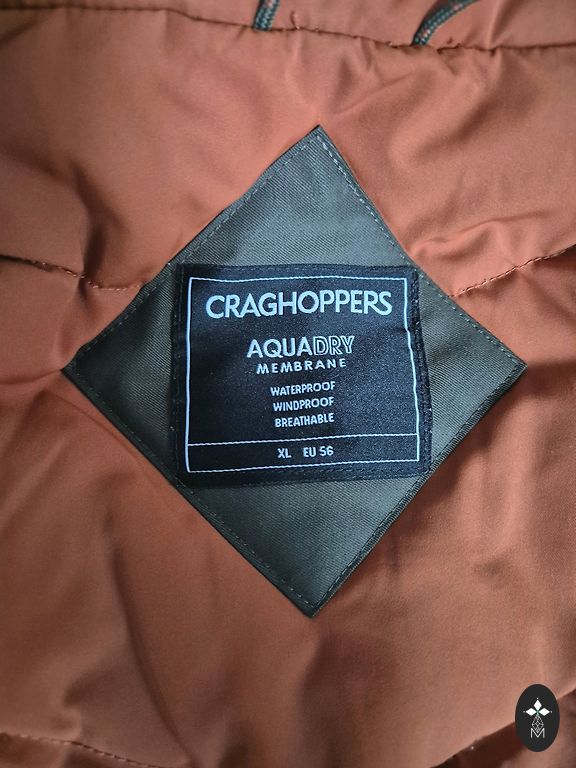 CRAGHOPPERS
AQUADRY
MEMBRANE
WATERPROOF
WINDPROOF
BREATHABLE
XL EU 56
M